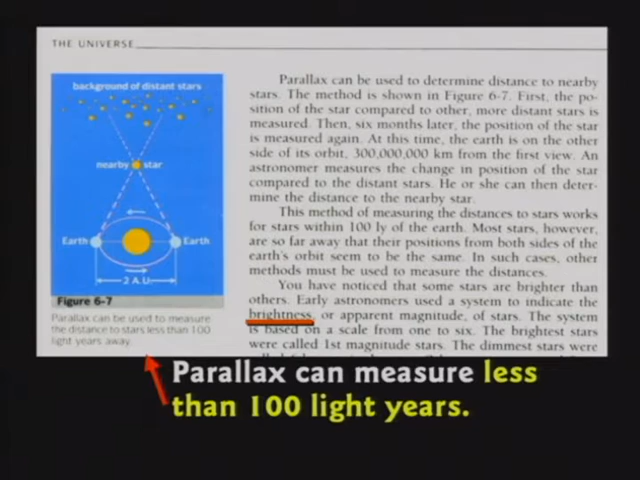 THE UNIVERSE
background of distant stars
nearby star
Earth
Earth
2 A.U.
Figure 6-7
Parallax can be used to measure
the distance to stars less than 100
light years away.
Parallax can be used to determine distance to nearby
stars. The method is shown in Figure 6-7. First, the po-
sition of the star compared to other, more distant stars is
measured. Then, six months later, the position of the star
is measured again. At this time, the earth is on the other
side of its orbit, 300,000,000 km from the first view. An
astronomer measures the change in position of the star
compared to the distant stars. He or she can then deter-
mine the distance to the nearby star.
This method of measuring the distances to stars works
for stars within 100 ly of the earth. Most stars, however,
are so far away that their positions from both sides of the
earth's orbit seem to be the same. In such cases, other
methods must be used to measure the distances.
You have noticed that some stars are brighter than
others. Early astronomers used a system to indicate the
brightness, or apparent magnitude, of stars. The system
is based on a scale from one to six. The brightest stars
were called 1st magnitude stars. The dimmest stars were
Parallax can measure less
than 100 light years.